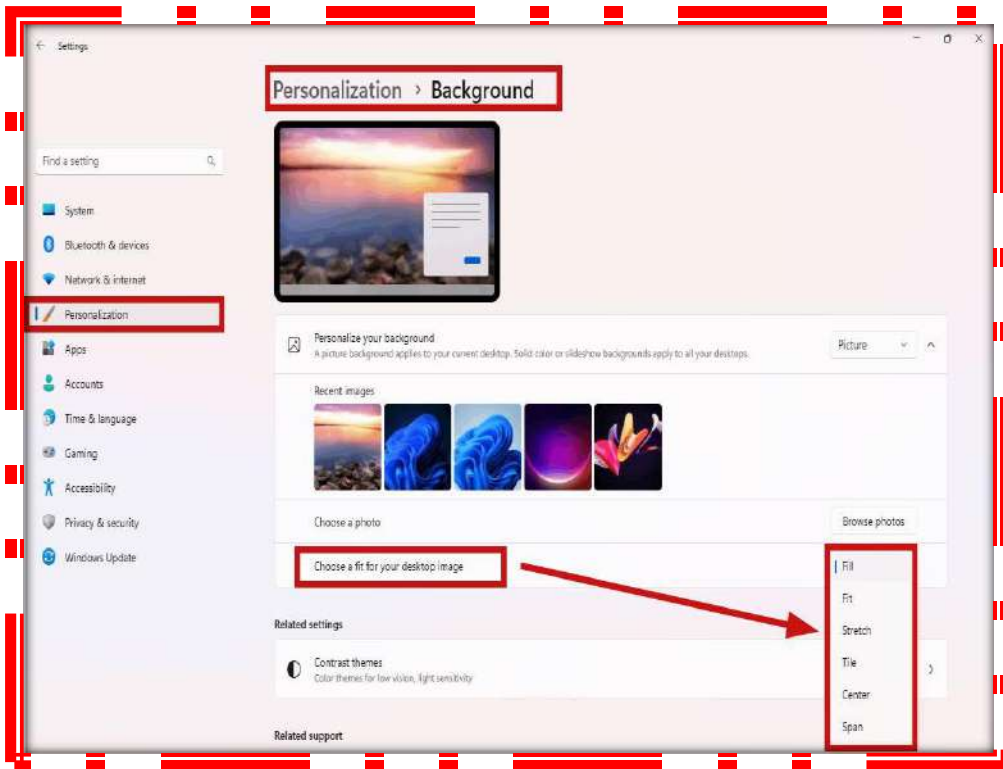 Settings
Personalization > Background
Find a setting
System
Bluetooth & devices
Network & internet
Personalization
Apps
Accounts
Time & language
Gaming
Accessibility
Privacy & security
Windows Update
Personalize your background
A picture background applies to your current desktop. Solid color or slideshow backgrounds apply to all your desktops.
Picture
Recent images
Choose a photo
Browse photos
Choose a fit for your desktop image
Fill
Fit
Stretch
Tile
Center
Span
Related settings
Contrast themes
Color themes for low vision, light sensitivity
Related support